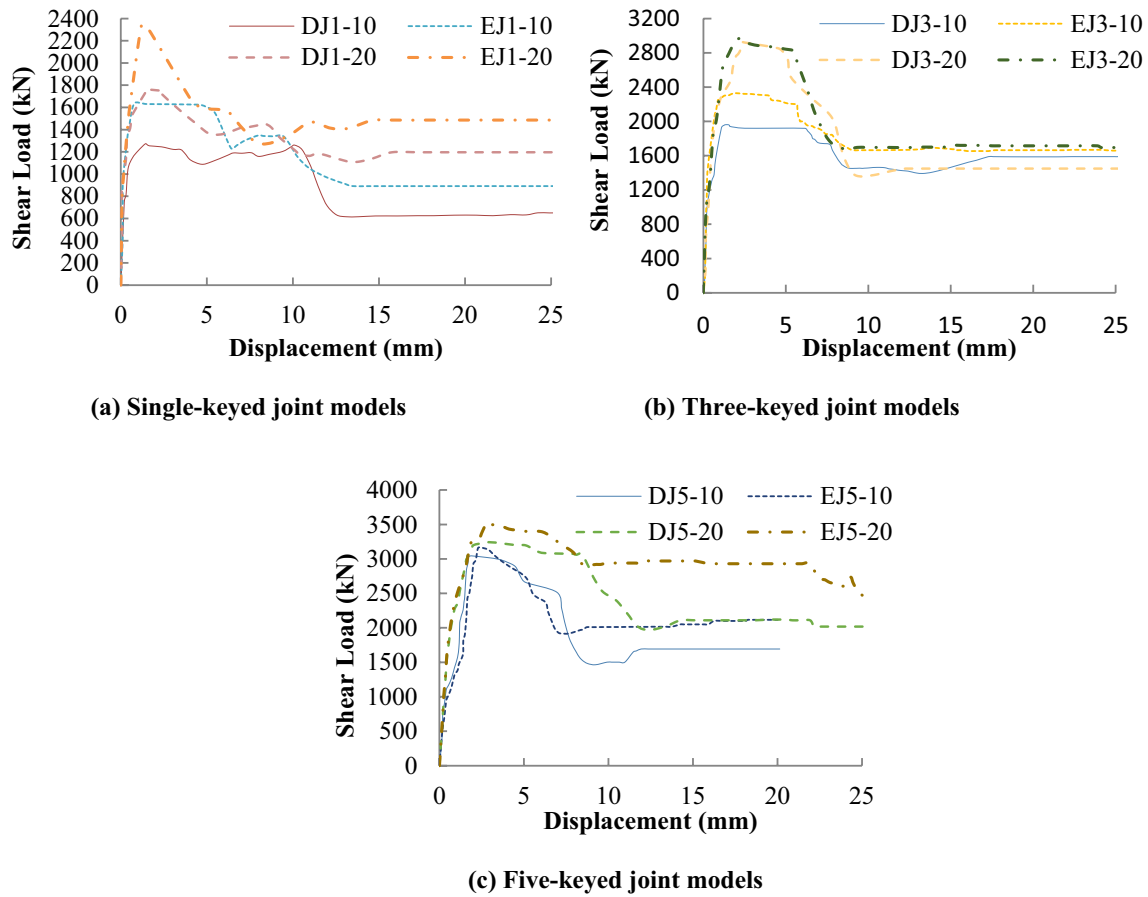 DJ1-10 EJ1-10
DJ1-20 EJ1-20
2400
2200
2000
1800
1600
1400
1200
1000
800
600
400
200
0
Shear Load (kN)
0 5 10 15 20 25
Displacement (mm)
(a) Single-keyed joint models
DJ3-10 EJ3-10
DJ3-20 EJ3-20
3200
2800
2400
2000
1600
1200
800
400
0
Shear Load (kN)
0 5 10 15 20 25
Displacement (mm)
(b) Three-keyed joint models
DJ5-10 EJ5-10
DJ5-20 EJ5-20
4000
3500
3000
2500
2000
1500
1000
500
0
Shear Load (kN)
0 5 10 15 20 25
Displacement (mm)
(c) Five-keyed joint models